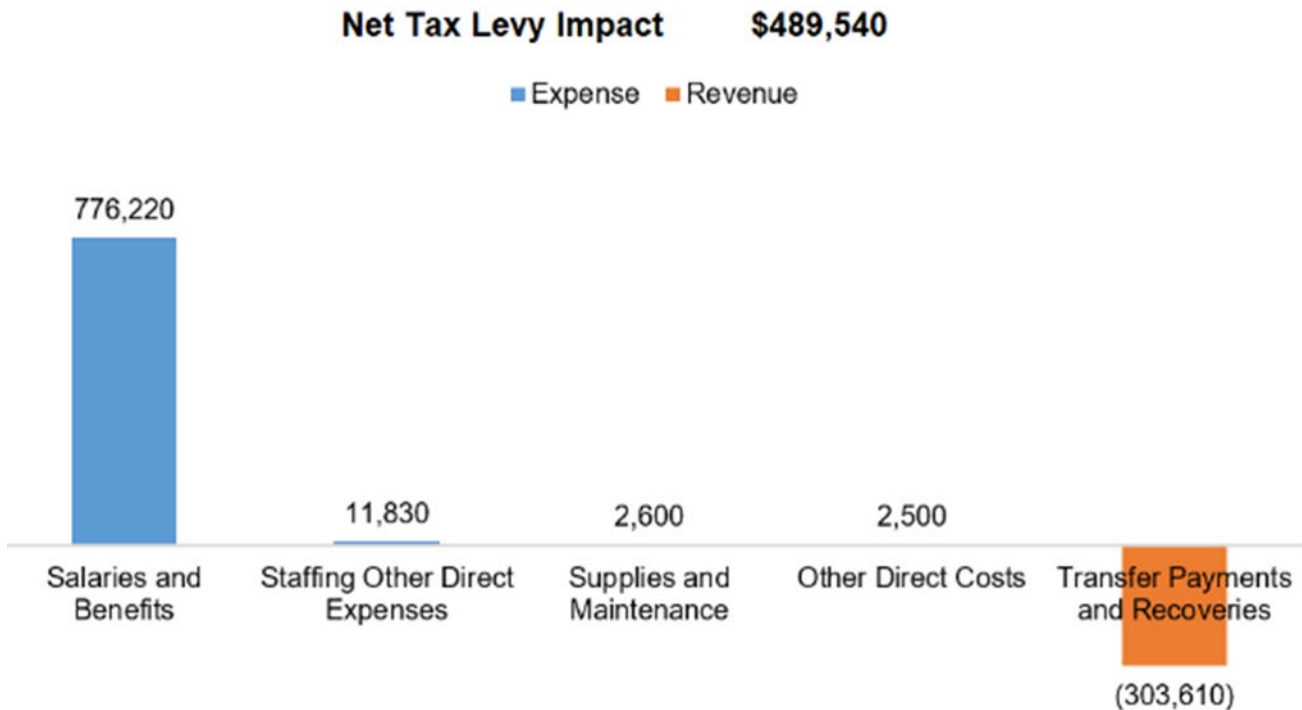 Net Tax Levy Impact $489,540
Expense Revenue
776,220
11,830
2,600
2,500
Salaries and
Benefits
Staffing Other Direct
Expenses
Supplies and
Maintenance
Other Direct Costs
Transfer Payments
and Recoveries
(303,610)